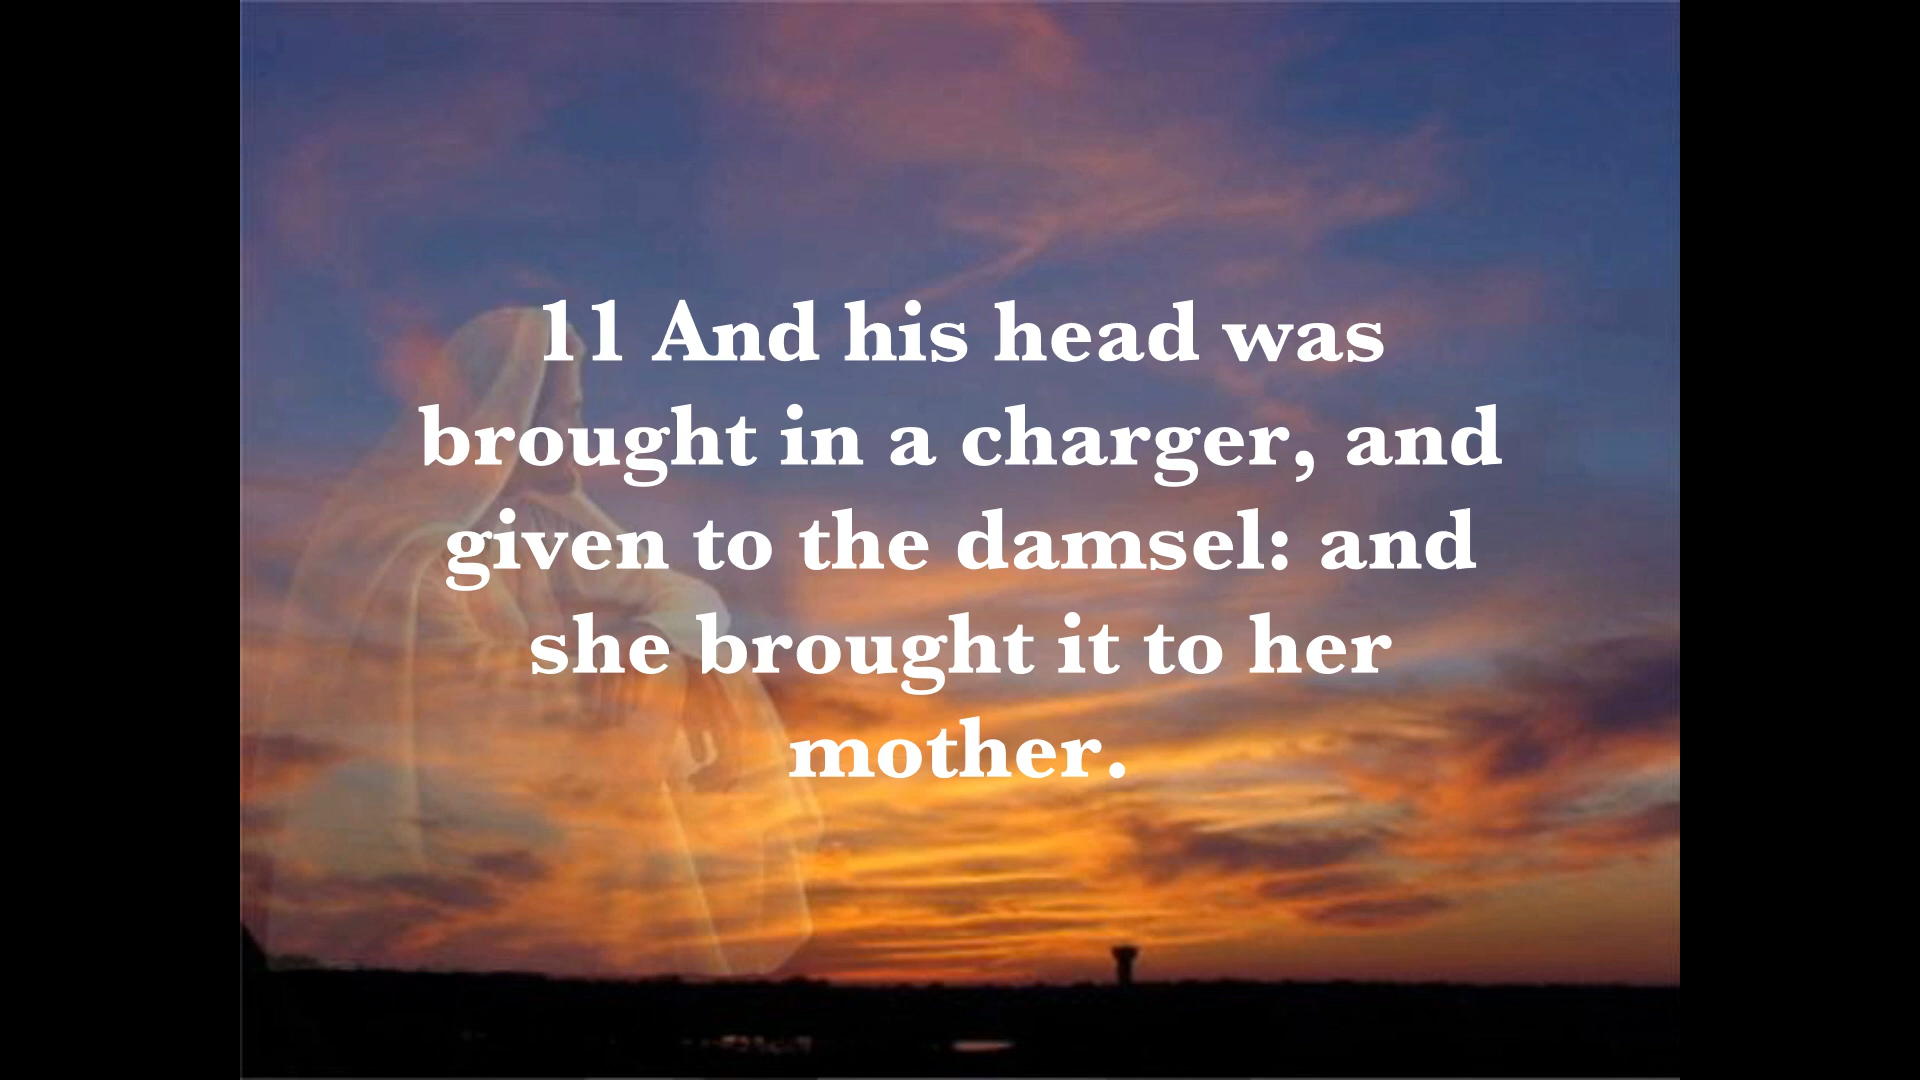 11 And his head was
brought in a charger, and
given to the damsel: and
she brought it to her
mother.